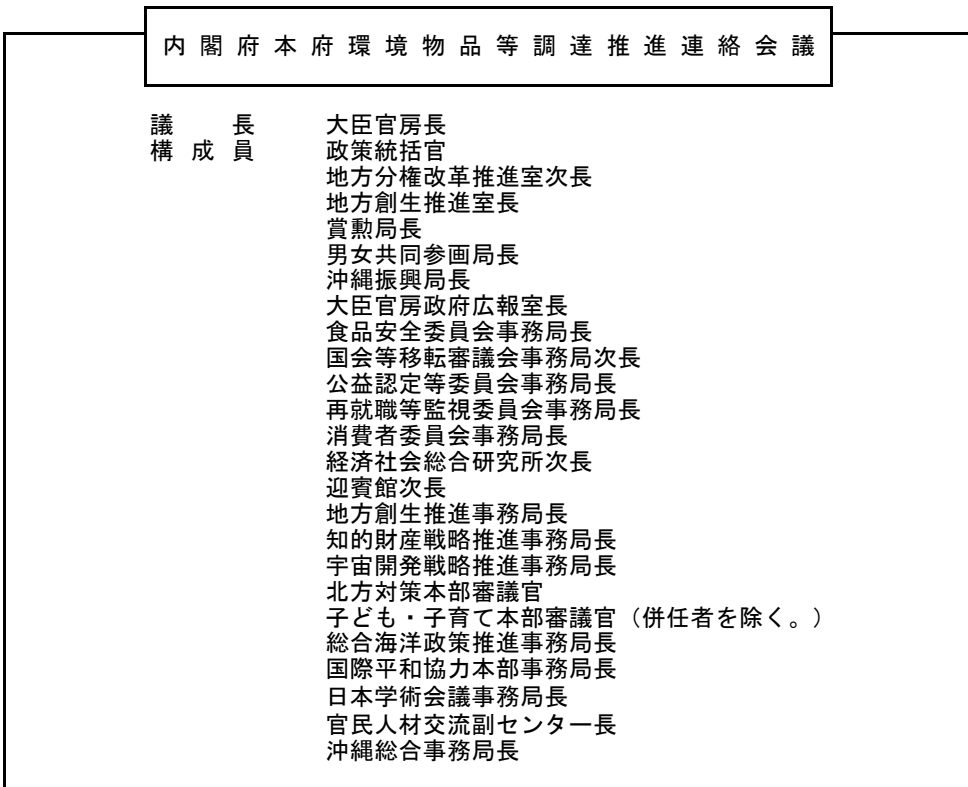 内閣府本府環境物品等調達推進連絡会議
議長 大臣官房長
構成員 政策統括官
地方分権改革推進室次長
地方創生推進室長
賞勲局長
男女共同参画局長
沖縄振興局長
大臣官房政府広報室長
食品安全委員会事務局長
国会等移転審議会事務局次長
公益認定等委員会事務局長
再就職等監視委員会事務局長
消費者委員会事務局長
経済社会総合研究所次長
迎賓館次長
地方創生推進事務局長
知的財産戦略推進事務局長
宇宙開発戦略推進事務局長
北方対策本部審議官
子ども・子育て本部審議官（併任者を除く。）
総合海洋政策推進事務局長
国際平和協力本部事務局長
日本学術会議事務局長
官民人材交流副センター長
沖縄総合事務局長